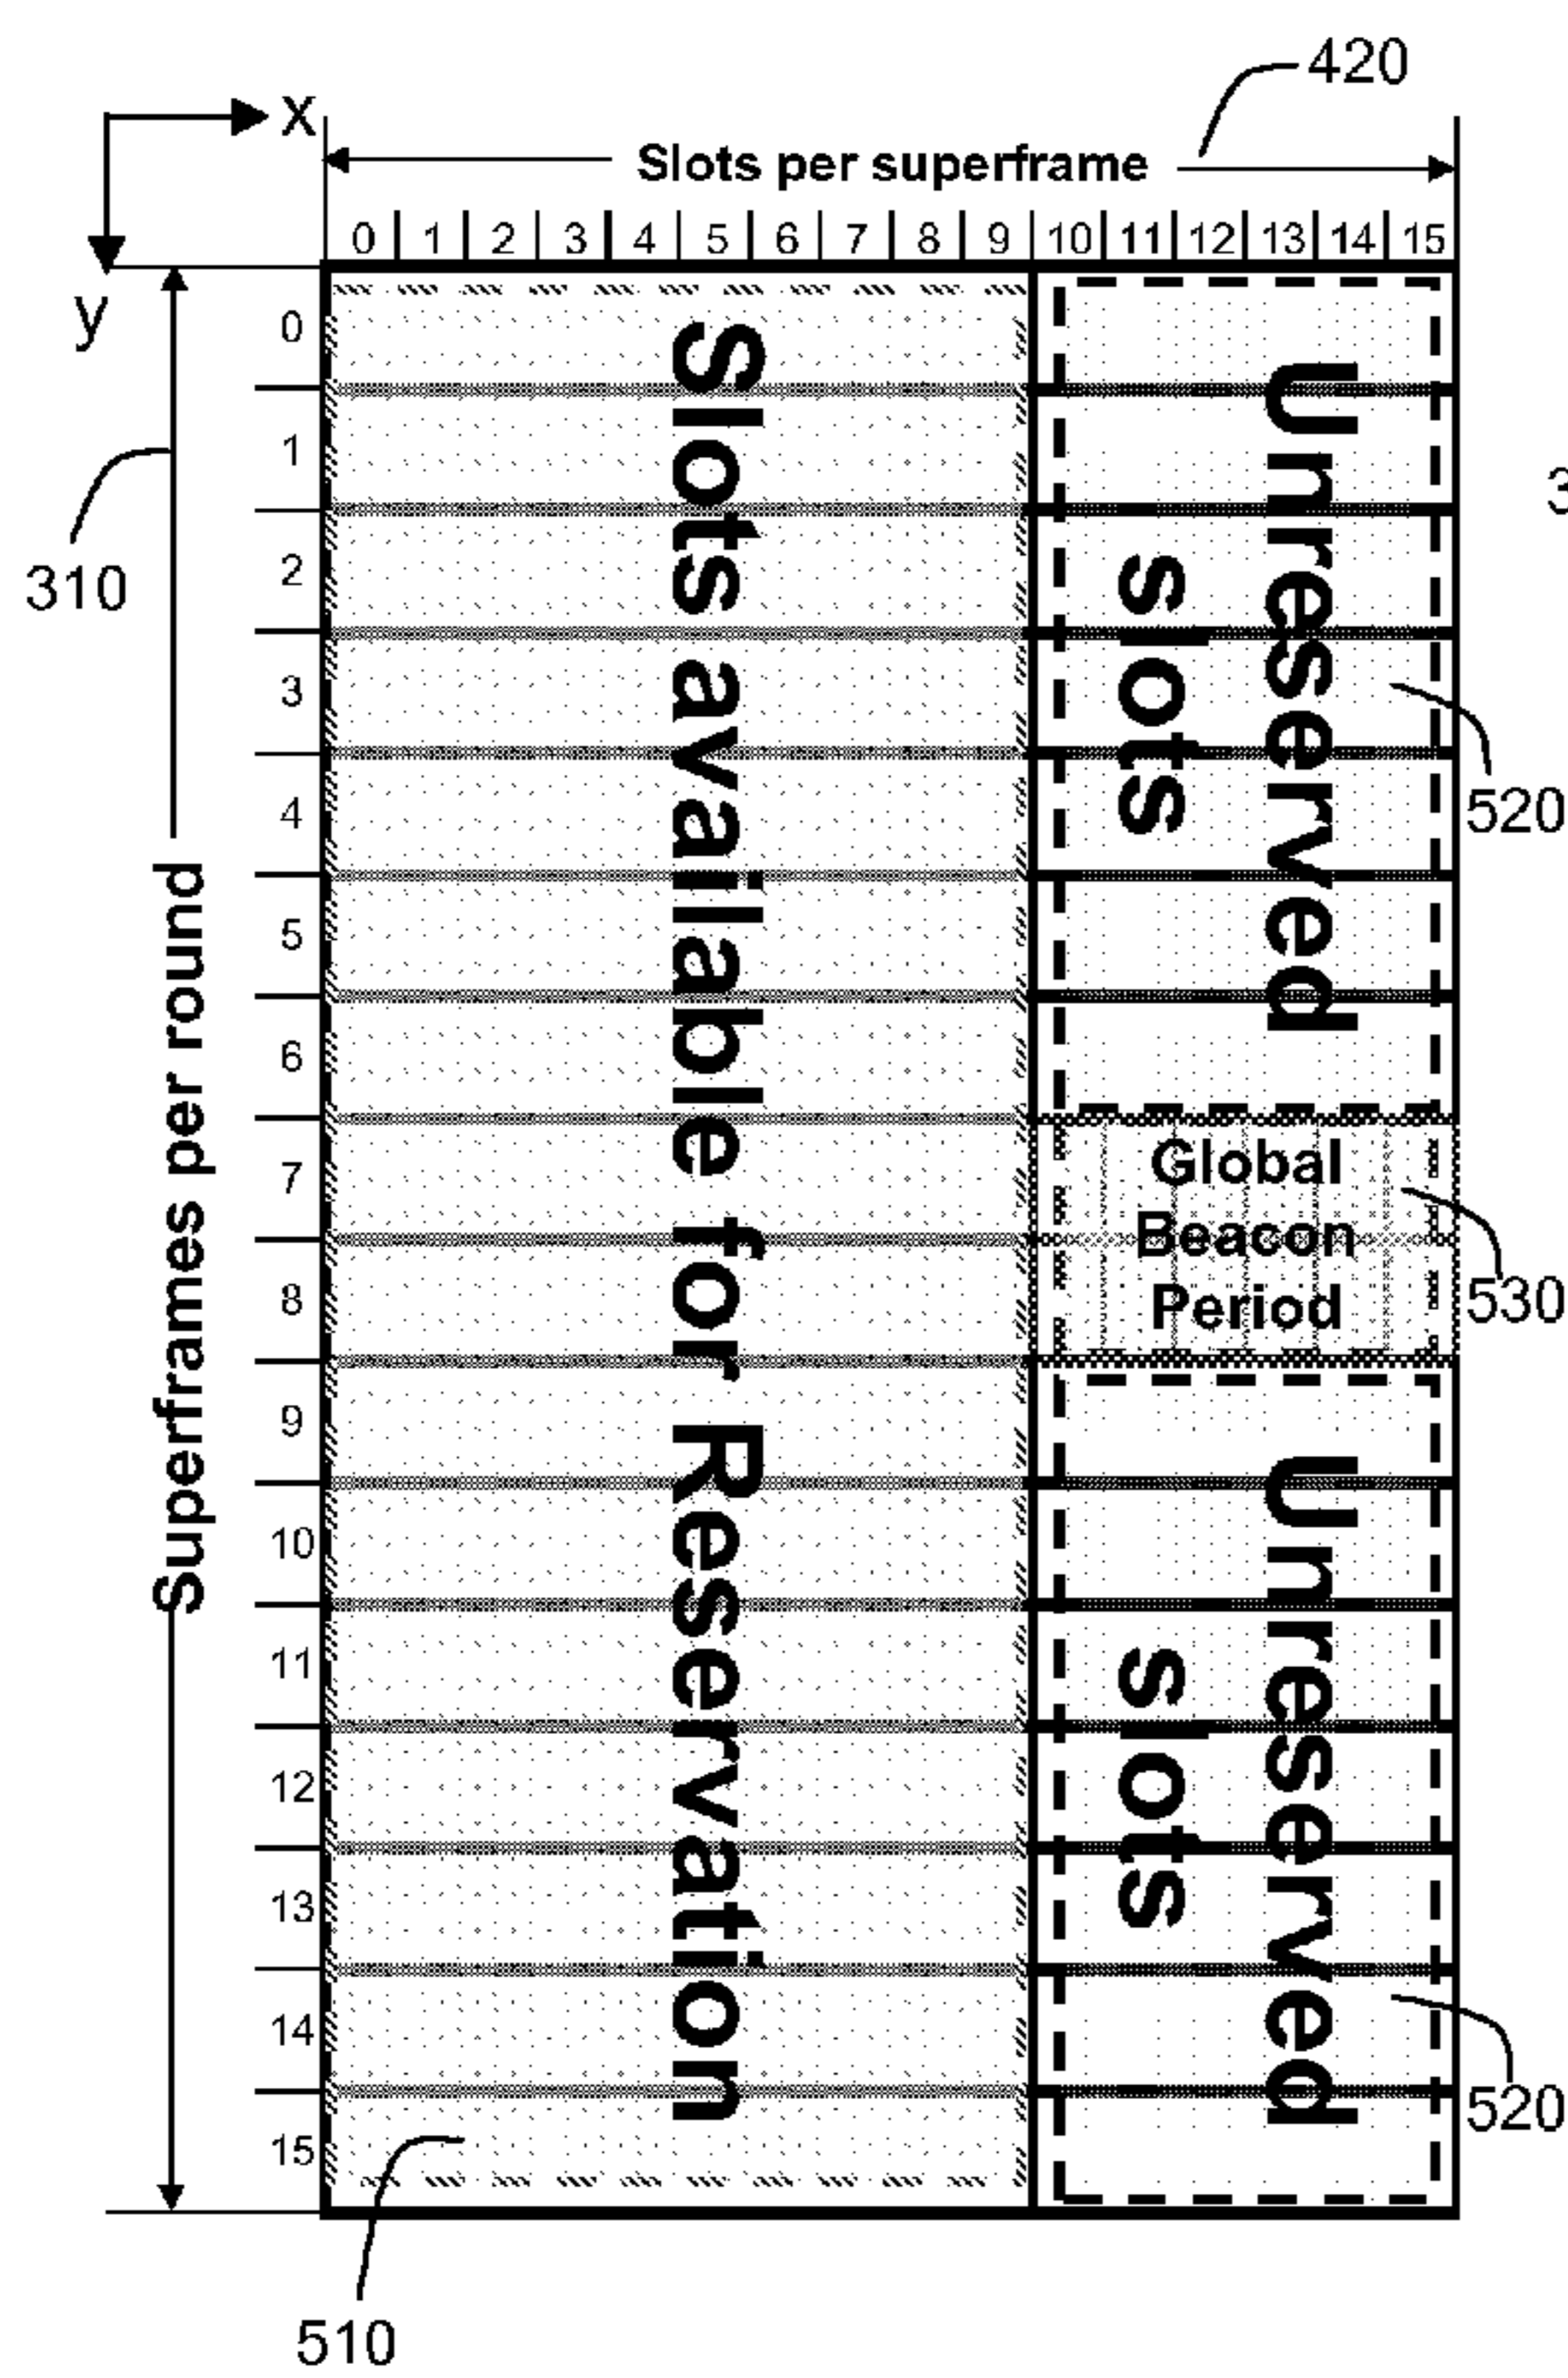 420
x
Slots per superframe
0 1 2 3 4 5 6 7 8 9 10 11 12 13 14 15
y
310
Superframes per round
0
1
2
3
4
5
6
7
8
9
10
11
12
13
14
15
Slots available for Reservation
Unreserved
slots
3
520
Global
Beacon
Period
530
Unreserved
slots
520
510